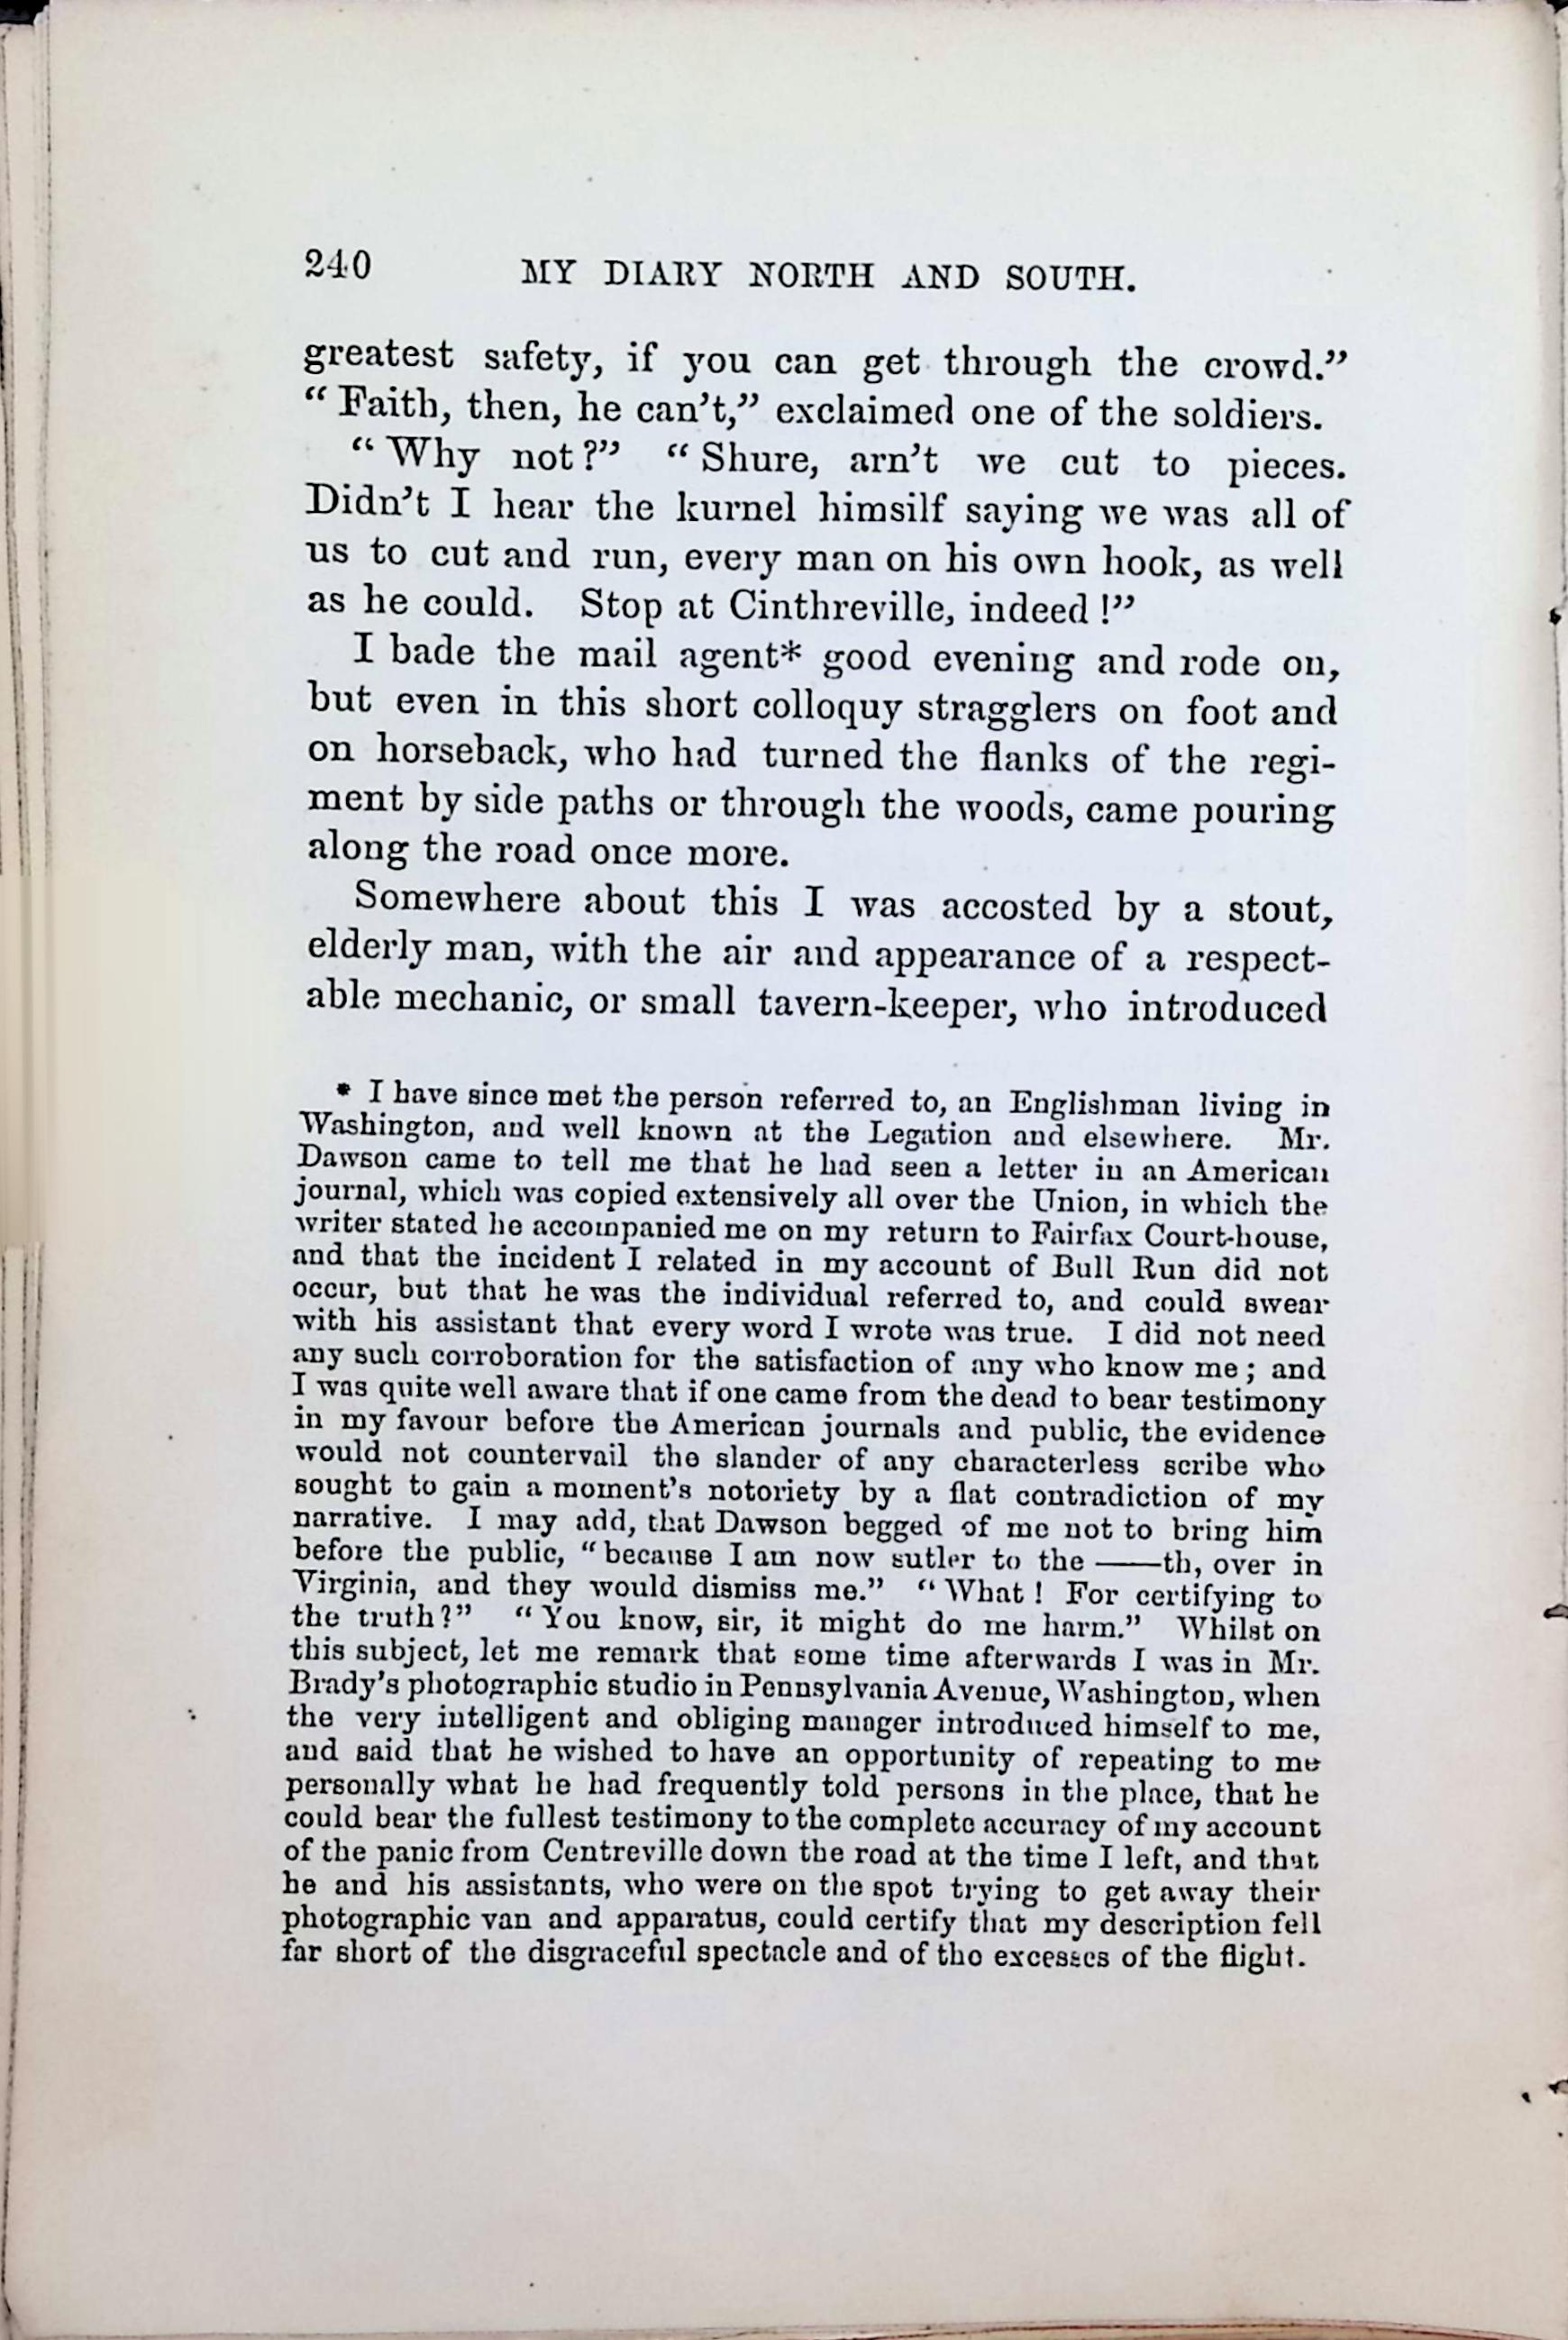 240 MY DIARY NORTH AND SOUTH.
greatest safety, if you can get through the crowd.”
“Faith, then, he can’t,” exclaimed one of the soldiers.
“Why not?” “Shure, arn’t we cut to pieces.
Didn’t I hear the kurnel himsilf saying we was all of
us to cut and run, every man on his own hook, as well
as he could. Stop at Cinthreville, indeed!”
I bade the mail agent* good evening and rode on,
but even in this short colloquy stragglers on foot and
on horseback, who had turned the flanks of the regi-
ment by side paths or through the woods, came pouring
along the road once more.
Somewhere about this I was accosted by a stout,
elderly man, with the air and appearance of a respect-
able mechanic, or small tavern-keeper, who introduced
* I have since met the person referred to, an Englishman living in
Washington, and well known at the Legation and elsewhere. Mr.
Dawson came to tell me that he had seen a letter in an American
journal, which was copied extensively all over the Union, in which the
writer stated he accompanied me on my return to Fairfax Court-house,
and that the incident I related in my account of Bull Run did not
occur, but that he was the individual referred to, and could swear
with his assistant that every word I wrote was true. I did not need
any such corroboration for the satisfaction of any who know me; and
I was quite well aware that if one came from the dead to bear testimony
in my favour before the American journals and public, the evidence
would not countervail the slander of any characterless scribe who
sought to gain a moment’s notoriety by a flat contradiction of my
narrative. I may add, that Dawson begged of me not to bring him
before the public, “because I am now sutler to the ——th, over in
Virginia, and they would dismiss me.” “What! For certifying to
the truth?” “You know, sir, it might do me harm.” Whilst on
this subject, let me remark that some time afterwards I was in Mr.
Brady’s photographic studio in Pennsylvania Avenue, Washington, when
the very intelligent and obliging manager introduced himself to me,
and said that he wished to have an opportunity of repeating to me
personally what he had frequently told persons in the place, that he
could bear the fullest testimony to the complete accuracy of my account
of the panic from Centreville down the road at the time I left, and that
he and his assistants, who were on the spot trying to get away their
photographic van and apparatus, could certify that my description fell
far short of the disgraceful spectacle and of the excesses of the flight.